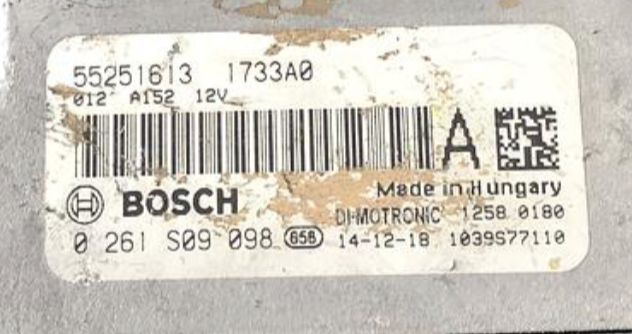 55251613 1733A0
012 A152 12V
A
BOSCH
Made in Hungary
DI-MOTRONIC 1258 0180
0 261 S09 098 65B 14-12-18 1039S77110